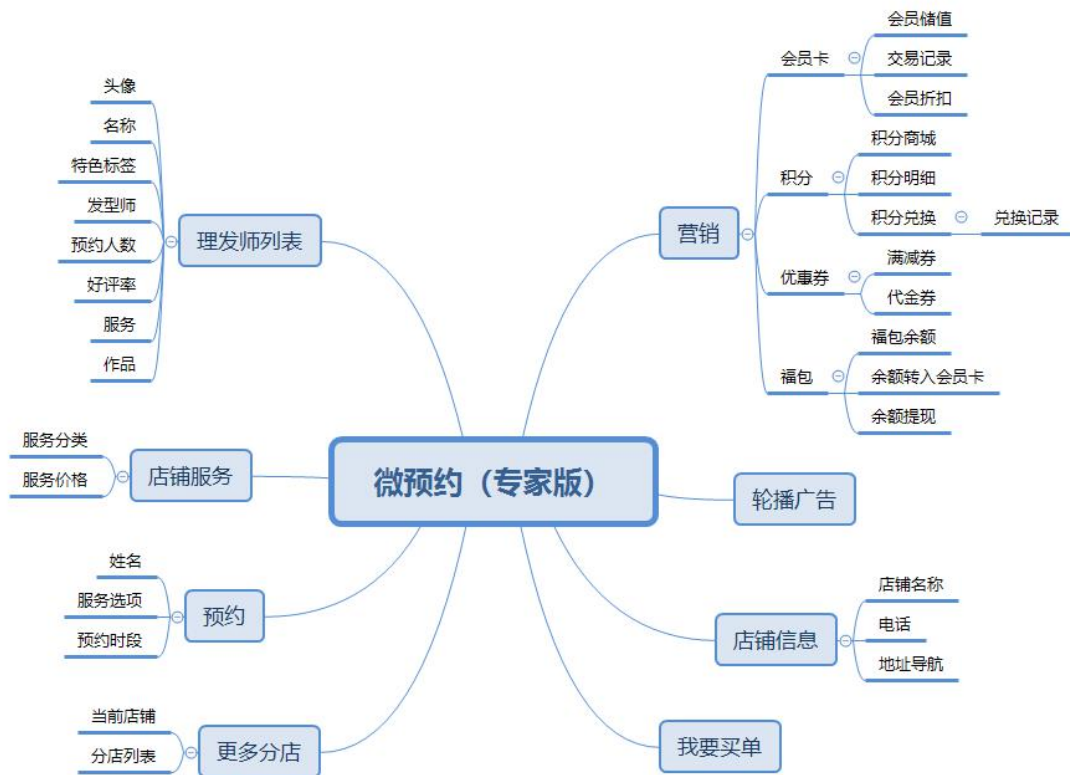 微预约（专家版）
营销
会员卡
会员储值
交易记录
会员折扣
积分
积分商城
积分明细
积分兑换
兑换记录
优惠券
满减券
代金券
福包
福包余额
余额转入会员卡
余额提现
轮播广告
店铺信息
店铺名称
电话
地址导航
我要买单
理发师列表
头像
名称
特色标签
发型师
预约人数
好评率
服务
作品
店铺服务
服务分类
服务价格
预约
姓名
服务选项
预约时段
更多分店
当前店铺
分店列表